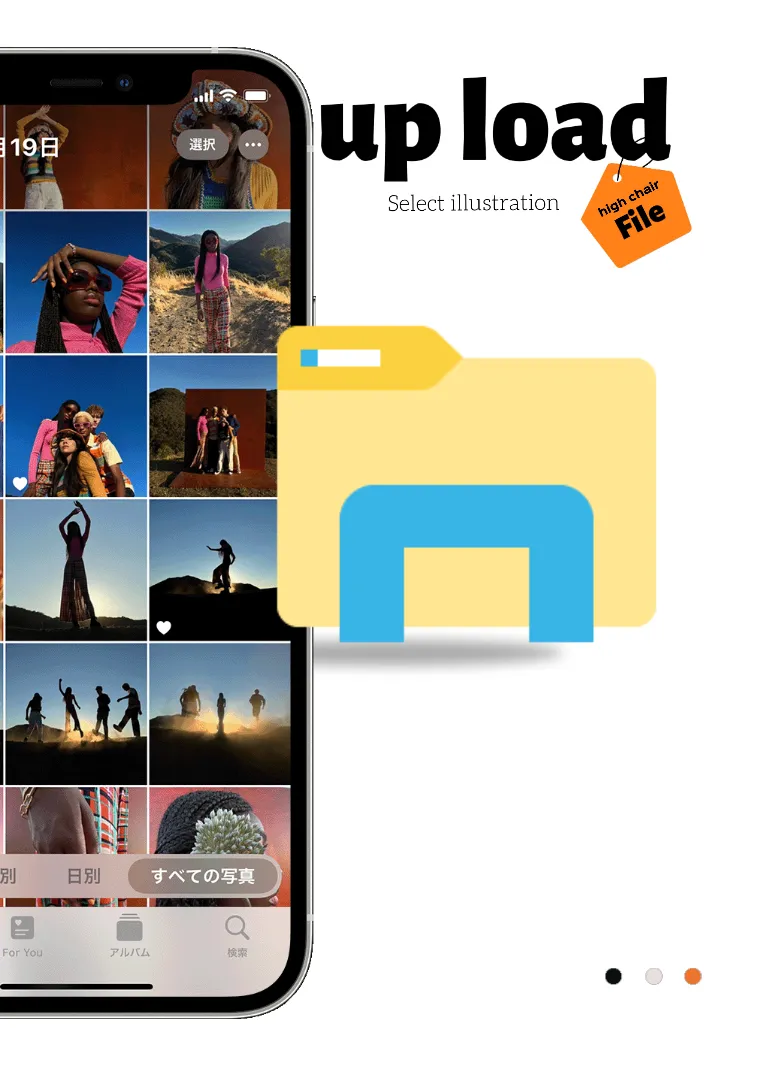 up load
Select illustration
high chair
File
月19日
選択
別
日別
すべての写真
For You
アルバム
検索